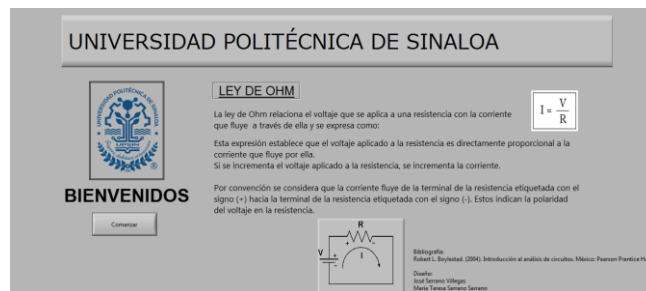 UNIVERSIDAD POLITÉCNICA DE SINALOA
UNIVERSIDAD POLITÉCNICA DE SINALOA
UPSIN
BIENVENIDOS
Comenzar
LEY DE OHM
La ley de Ohm relaciona el voltaje que se aplica a una resistencia con la corriente
que fluye a través de ella y se expresa como:
I = V
R
Esta expresión establece que el voltaje aplicado a la resistencia es directamente proporcional a la
corriente que fluye por ella.
Si se incrementa el voltaje aplicado a la resistencia, se incrementa la corriente.
Por convención se considera que la corriente fluye de la terminal de la resistencia etiquetada con el
signo (+) hacia la terminal de la resistencia etiquetada con el signo (-). Estos indican la polaridad
del voltaje en la resistencia.
R
+ -
V + I
-
Bibliografía:
Robert L. Boylestad. (2004). Introducción al análisis de circuitos. México: Pearson Prentice H
Diseño:
José Serrano Villegas
María Teresa Serrano Serrano